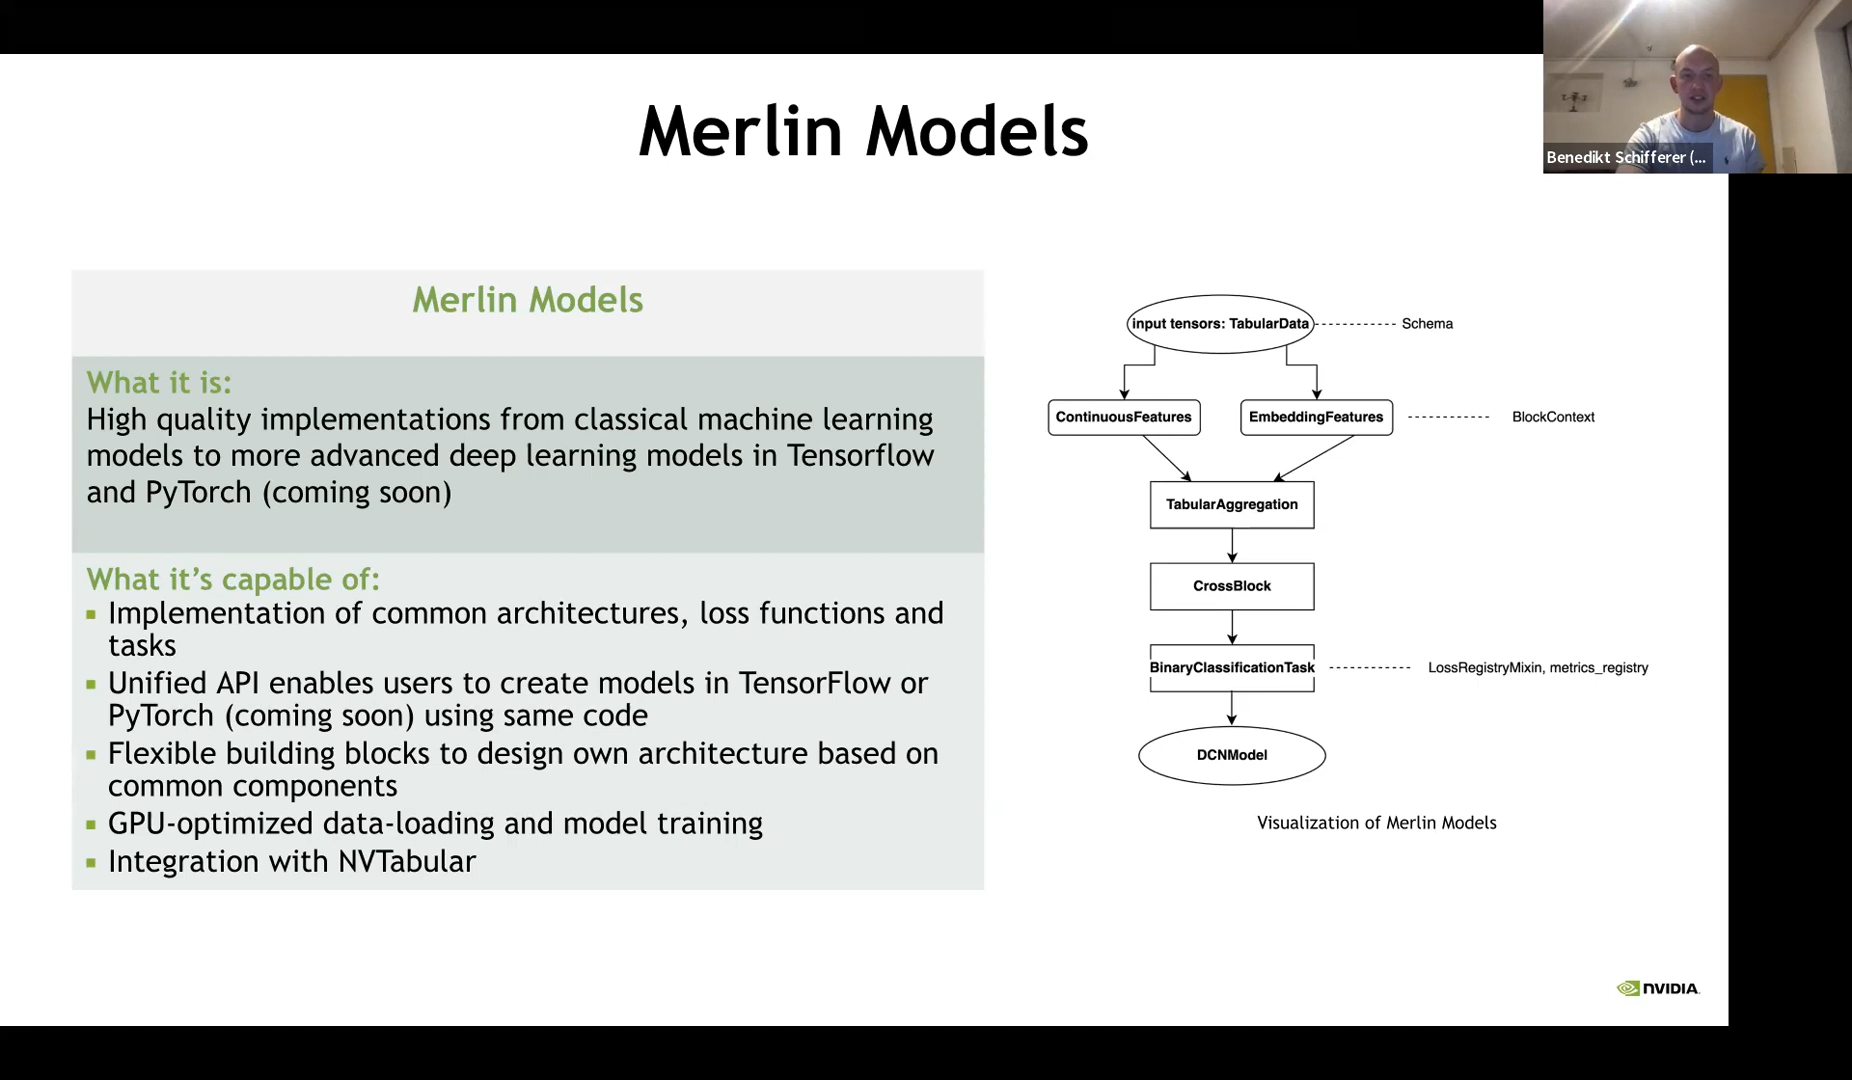 Merlin Models
Benedikt Schifferer (...
Merlin Models
What it is:
High quality implementations from classical machine learning
models to more advanced deep learning models in Tensorflow
and PyTorch (coming soon)
What it’s capable of:
Implementation of common architectures, loss functions and
tasks
Unified API enables users to create models in TensorFlow or
PyTorch (coming soon) using same code
Flexible building blocks to design own architecture based on
common components
GPU-optimized data-loading and model training
Integration with NVTabular
input tensors: TabularData
Schema
ContinuousFeatures
EmbeddingFeatures
BlockContext
TabularAggregation
CrossBlock
BinaryClassificationTask
LossRegistryMixin, metrics_registry
DCNModel
Visualization of Merlin Models
NVIDIA